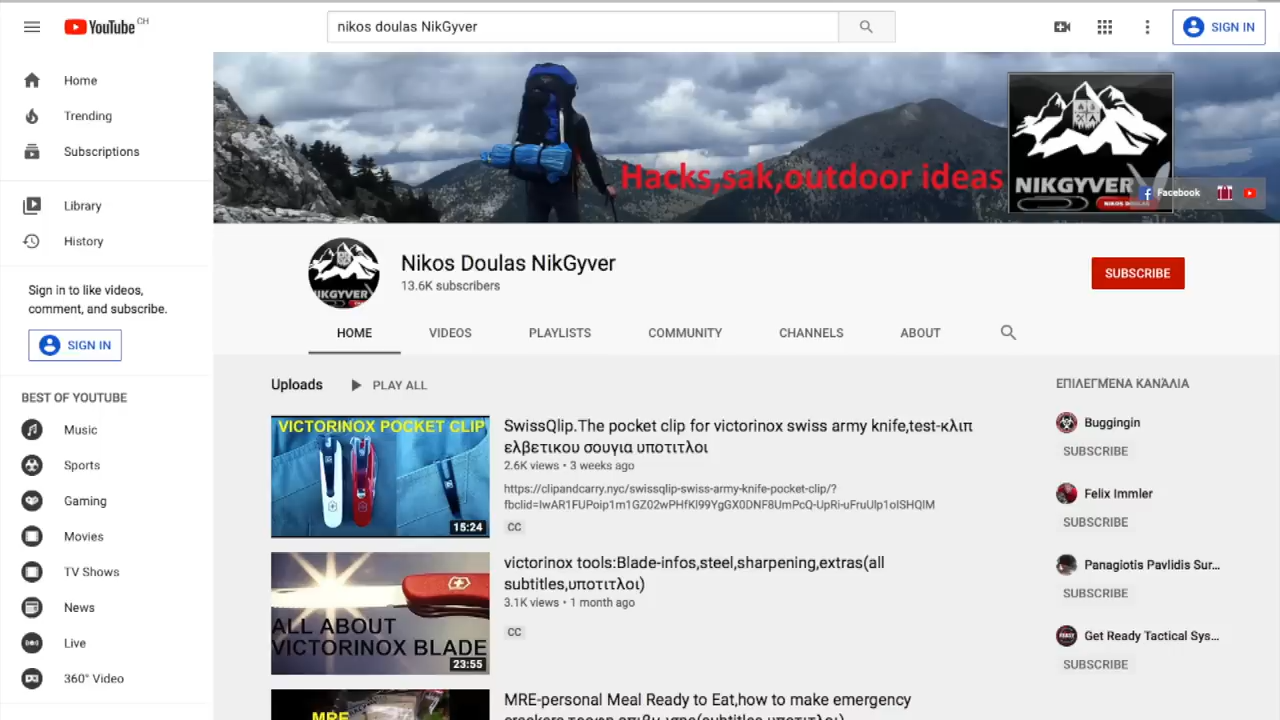 YouTube CH
nikos doulas NikGyver
SIGN IN
Home
Trending
Subscriptions
Library
History
Sign in to like videos,
comment, and subscribe.
SIGN IN
BEST OF YOUTUBE
Music
Sports
Gaming
Movies
TV Shows
News
Live
360° Video
Hacks,sak,outdoor ideas
NIKGYVER
Facebook
Nikos Doulas NikGyver
13.6K subscribers
SUBSCRIBE
HOME VIDEOS PLAYLISTS COMMUNITY CHANNELS ABOUT
Uploads PLAY ALL
VICTORINOX POCKET CLIP
15:24
SwissQlip.The pocket clip for victorinox swiss army knife,test-κλιπ
ελβετικου σουγια υποτιτλοι
2.6K views • 3 weeks ago
https://clipandcarry.nyc/swissqlip-swiss-army-knife-pocket-clip/?
fbclid=IwAR1FUPoip1m1GZ02wPHfKI99YgGX0DNF8UmPcQ-UpRi-uFruUlp1oISHQIM
CC
ALL ABOUT
VICTORINOX BLADE
23:55
victorinox tools:Blade-infos,steel,sharpening,extras(all
subtitles,υποτιτλοι)
3.1K views • 1 month ago
CC
MRE
MRE-personal Meal Ready to Eat,how to make emergency
ΕΠΙΛΕΓΜΈΝΑ ΚΑΝΆΛΙΑ
Buggingin
SUBSCRIBE
Felix Immler
SUBSCRIBE
Panagiotis Pavlidis Sur...
SUBSCRIBE
Get Ready Tactical Sys...
SUBSCRIBE